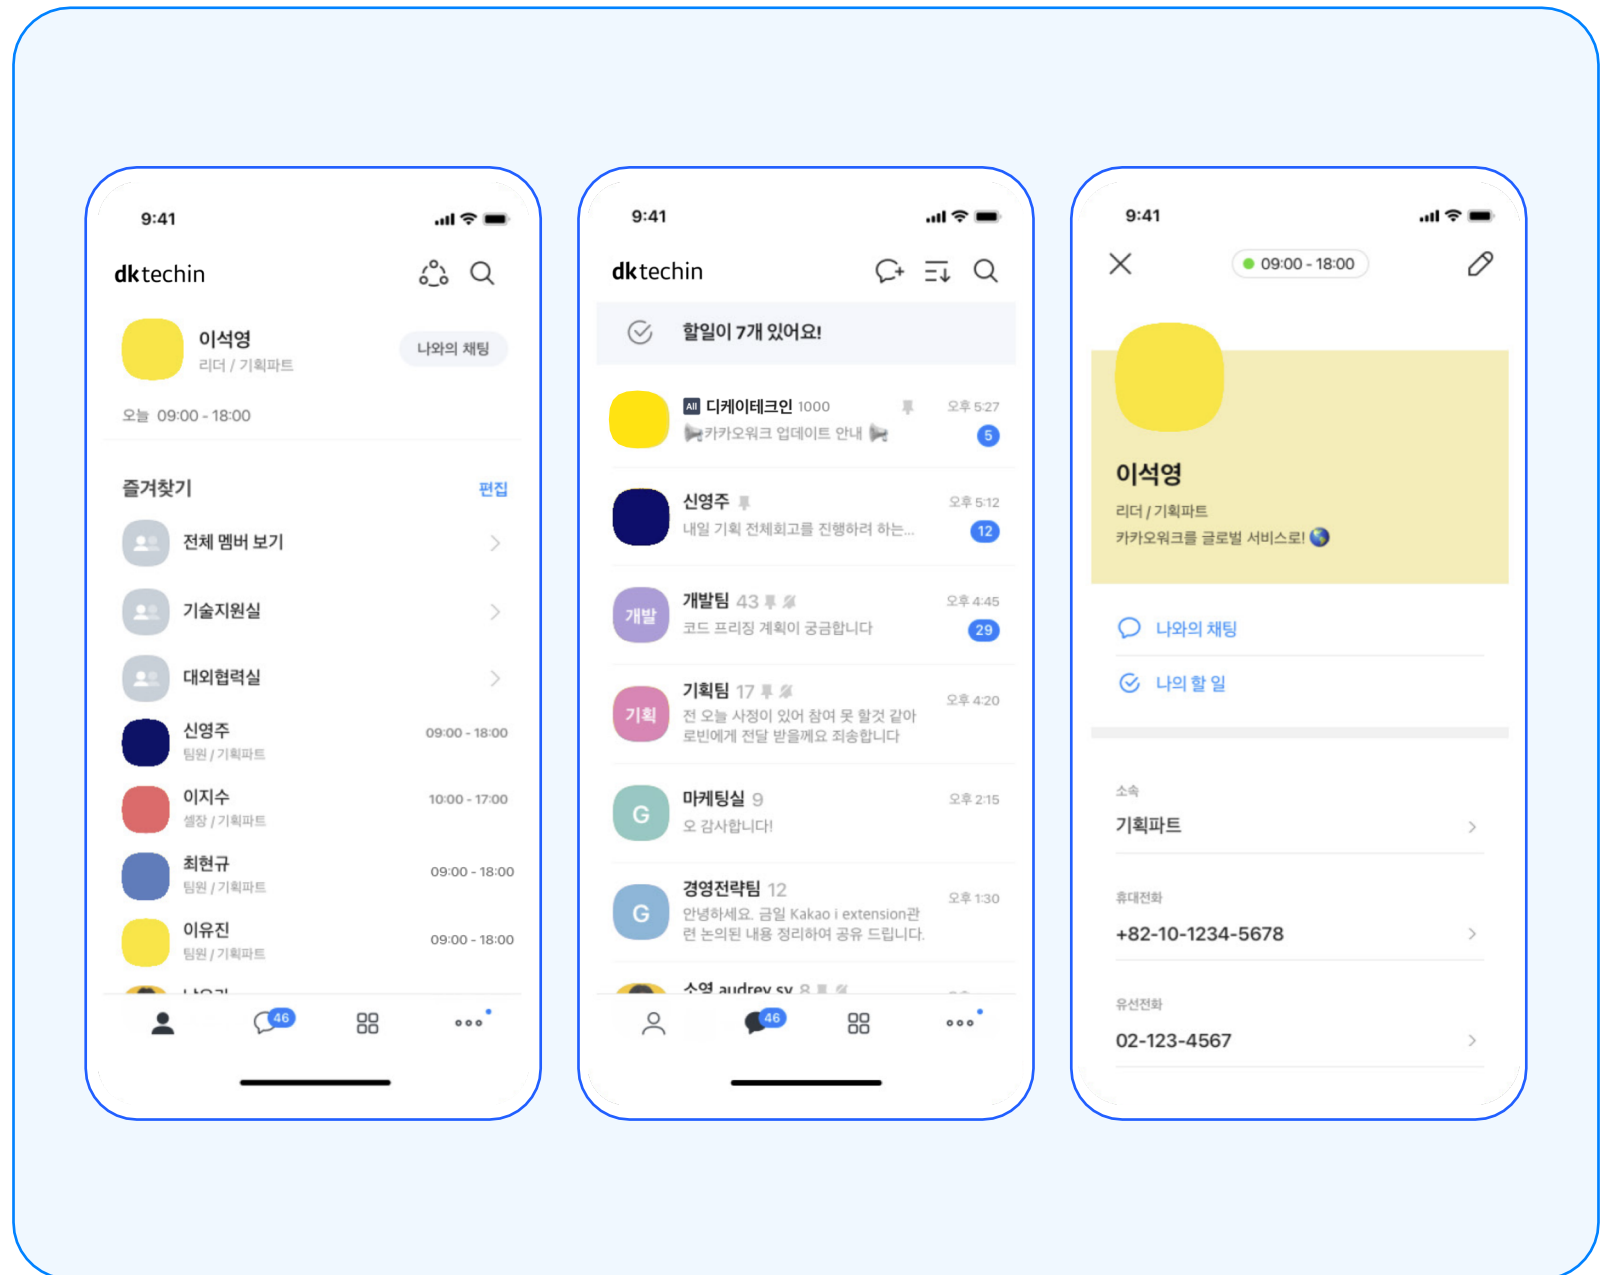 9:41
dktechin
이석영
리더 / 기획파트
나와의 채팅
오늘 09:00 - 18:00
즐겨찾기
편집
전체 멤버 보기
기술지원실
대외협력실
신영주
팀원 / 기획파트
09:00 - 18:00
이지수
셀장 / 기획파트
10:00 - 17:00
최현규
팀원 / 기획파트
09:00 - 18:00
이유진
팀원 / 기획파트
09:00 - 18:00
46
9:41
dktechin
할일이 7개 있어요!
All 디케이테크인 1000
오후 5:27
카카오워크 업데이트 안내
5
신영주
오후 5:12
내일 기획 전체회고를 진행하려 하는...
12
개발
개발팀 43
오후 4:45
코드 프리징 계획이 궁금합니다
29
기획
기획팀 17
오후 4:20
전 오늘 사정이 있어 참여 못 할것 같아
로빈에게 전달 받을께요 죄송합니다
G
마케팅실 9
오후 2:15
오 감사합니다!
G
경영전략팀 12
오후 1:30
안녕하세요. 금일 Kakao i extension관
련 논의된 내용 정리하여 공유 드립니다.
소영 audrey.sy 8
46
9:41
09:00 - 18:00
이석영
리더 / 기획파트
카카오워크를 글로벌 서비스로!
나와의 채팅
나의 할 일
소속
기획파트
휴대전화
+82-10-1234-5678
유선전화
02-123-4567